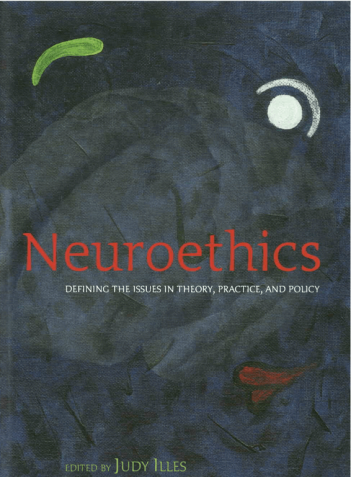 Neuroethics
DEFINING THE ISSUES IN THEORY, PRACTICE, AND POLICY
EDITED BY JUDY ILLES